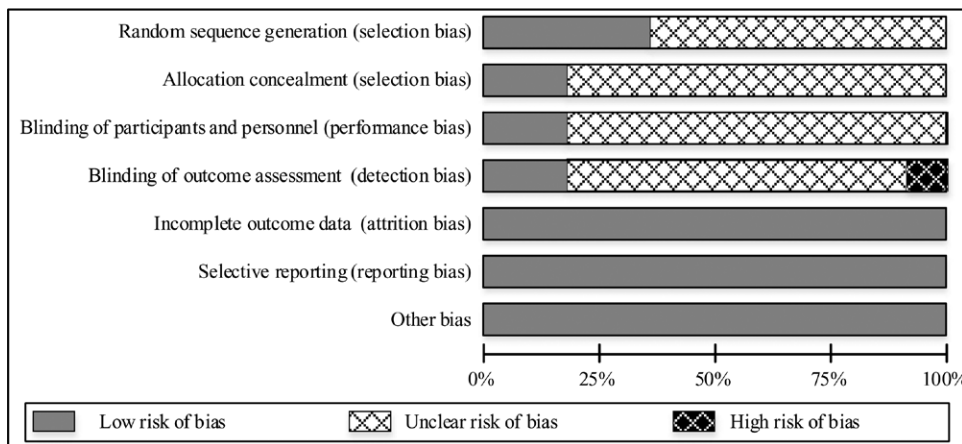 Random sequence generation (selection bias)
Allocation concealment (selection bias)
Blinding of participants and personnel (performance bias)
Blinding of outcome assessment (detection bias)
Incomplete outcome data (attrition bias)
Selective reporting (reporting bias)
Other bias
0% 25% 50% 75% 100%
Low risk of bias Unclear risk of bias High risk of bias